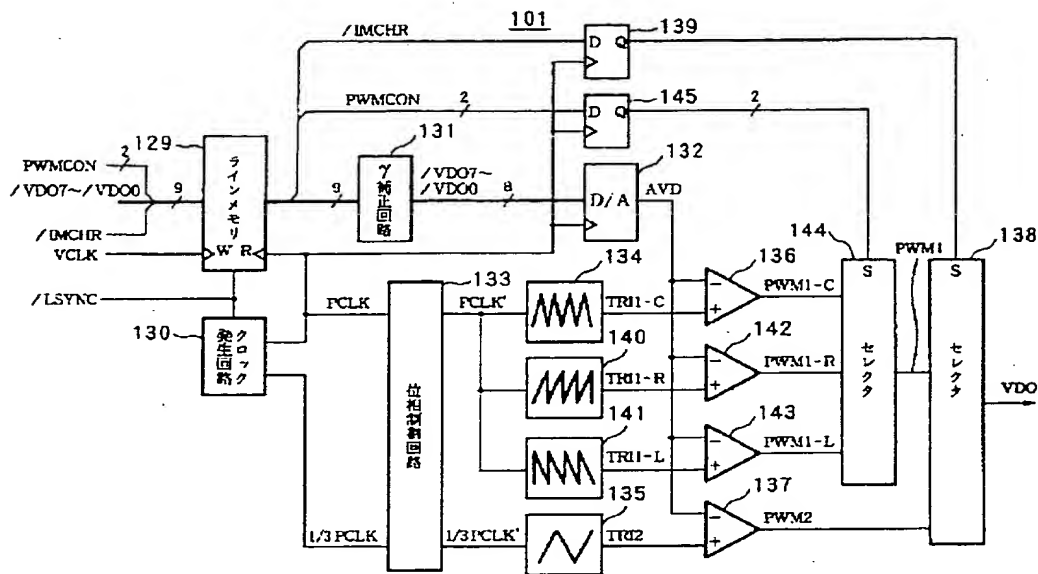 101
/IMCHR
D Q
139
PWMCON
2
D Q
145
2
129
131
132
PWMCON
2
/VDO7〜/VDO0
9
ラインメモリ
9
γ補正回路
/VDO7〜
/VDO0
8
D/A
AVD
/IMCHR
VCLK
W R
144
138
133
134
136
PWM1
S
S
/LSYNC
PCLK
PCLK'
TRI1-C
PWM1-C
130
クロック
発生回路
140
142
TRI1-R
PWM1-R
セレクタ
セレクタ
VDO
位相制御回路
141
143
TRI1-L
PWM1-L
135
137
1/3 PCLK
1/3 PCLK'
TRI2
PWM2
− +
− +
− +
− +